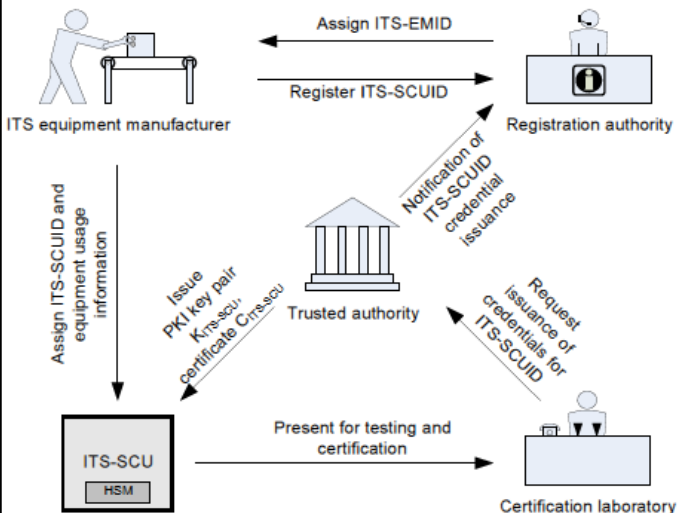 Assign ITS-EMID
Register ITS-SCUID
ITS equipment manufacturer
Registration authority
Notification of
ITS-SCUID
credential
issuance
Assign ITS-SCUID and
equipment usage
information
Trusted authority
Issue
PKI key pair
KITS-SCU,
certificate CITS-SCU
Request
issuance of
credentials for
ITS-SCUID
Present for testing and
certification
ITS-SCU
HSM
Certification laboratory